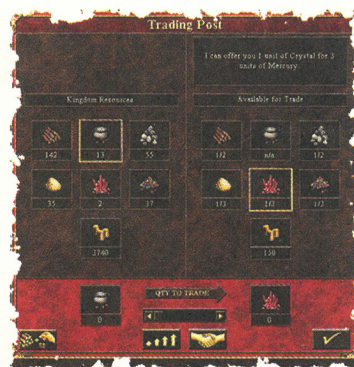 Trading Post
I can offer you 1 unit of Crystal for 3
units of Mercury.
Kingdom Resources
Available for Trade
142 13 55
1/2 n/a 1/2
35 2 37
1/3 1/3 1/3
3740
150
QTY TO TRADE
0 0